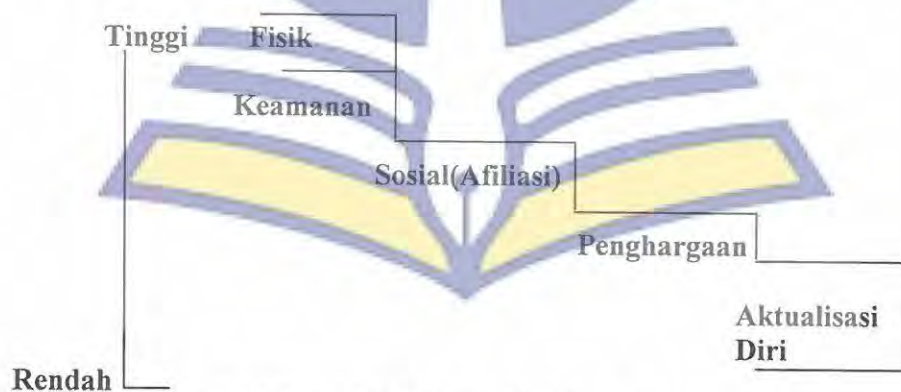 Tinggi Fisik
Keamanan
Sosial(Afiliasi)
Penghargaan
Aktualisasi
Diri
Rendah